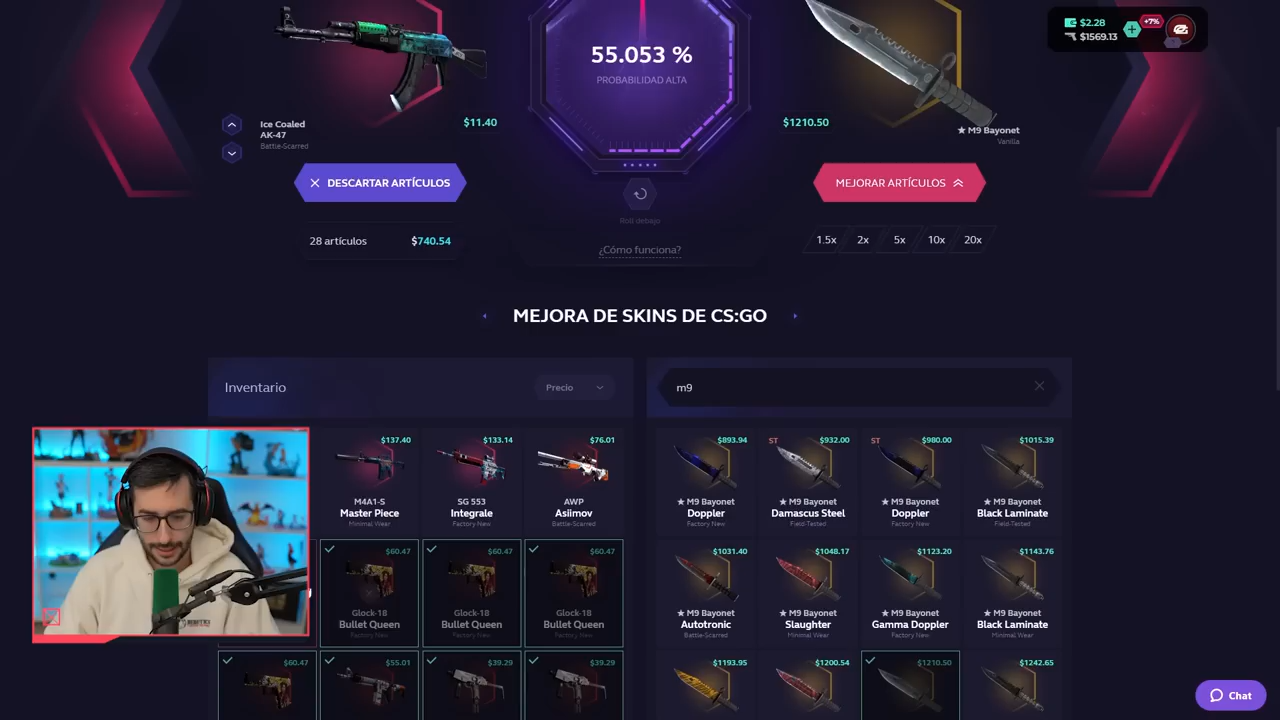 $2.28
+7%
$1569.13
55.053 %
PROBABILIDAD ALTA
Ice Coaled
AK-47
Battle-Scarred
$11.40
$1210.50
★ M9 Bayonet
Vanilla
DESCARTAR ARTÍCULOS
MEJORAR ARTÍCULOS
Roll debajo
28 artículos
$740.54
¿Cómo funciona?
1.5x
2x
5x
10x
20x
MEJORA DE SKINS DE CS:GO
Inventario
Precio
m9
$137.40
M4A1-S
Master Piece
Minimal Wear
$133.14
SG 553
Integrale
Factory New
$76.01
AWP
Asiimov
Battle-Scarred
$893.94
★ M9 Bayonet
Doppler
Factory New
ST
$932.00
★ M9 Bayonet
Damascus Steel
Field-Tested
ST
$980.00
★ M9 Bayonet
Doppler
Factory New
$1015.39
★ M9 Bayonet
Black Laminate
Field-Tested
$60.47
Glock-18
Bullet Queen
Factory New
$60.47
Glock-18
Bullet Queen
Factory New
$60.47
Glock-18
Bullet Queen
Factory New
$1031.40
★ M9 Bayonet
Autotronic
Battle-Scarred
$1048.17
★ M9 Bayonet
Slaughter
Minimal Wear
$1123.20
★ M9 Bayonet
Gamma Doppler
Factory New
$1143.76
★ M9 Bayonet
Black Laminate
Minimal Wear
$60.47
$55.01
$39.29
$39.29
$1193.95
$1200.54
$1210.50
$1242.65
Chat